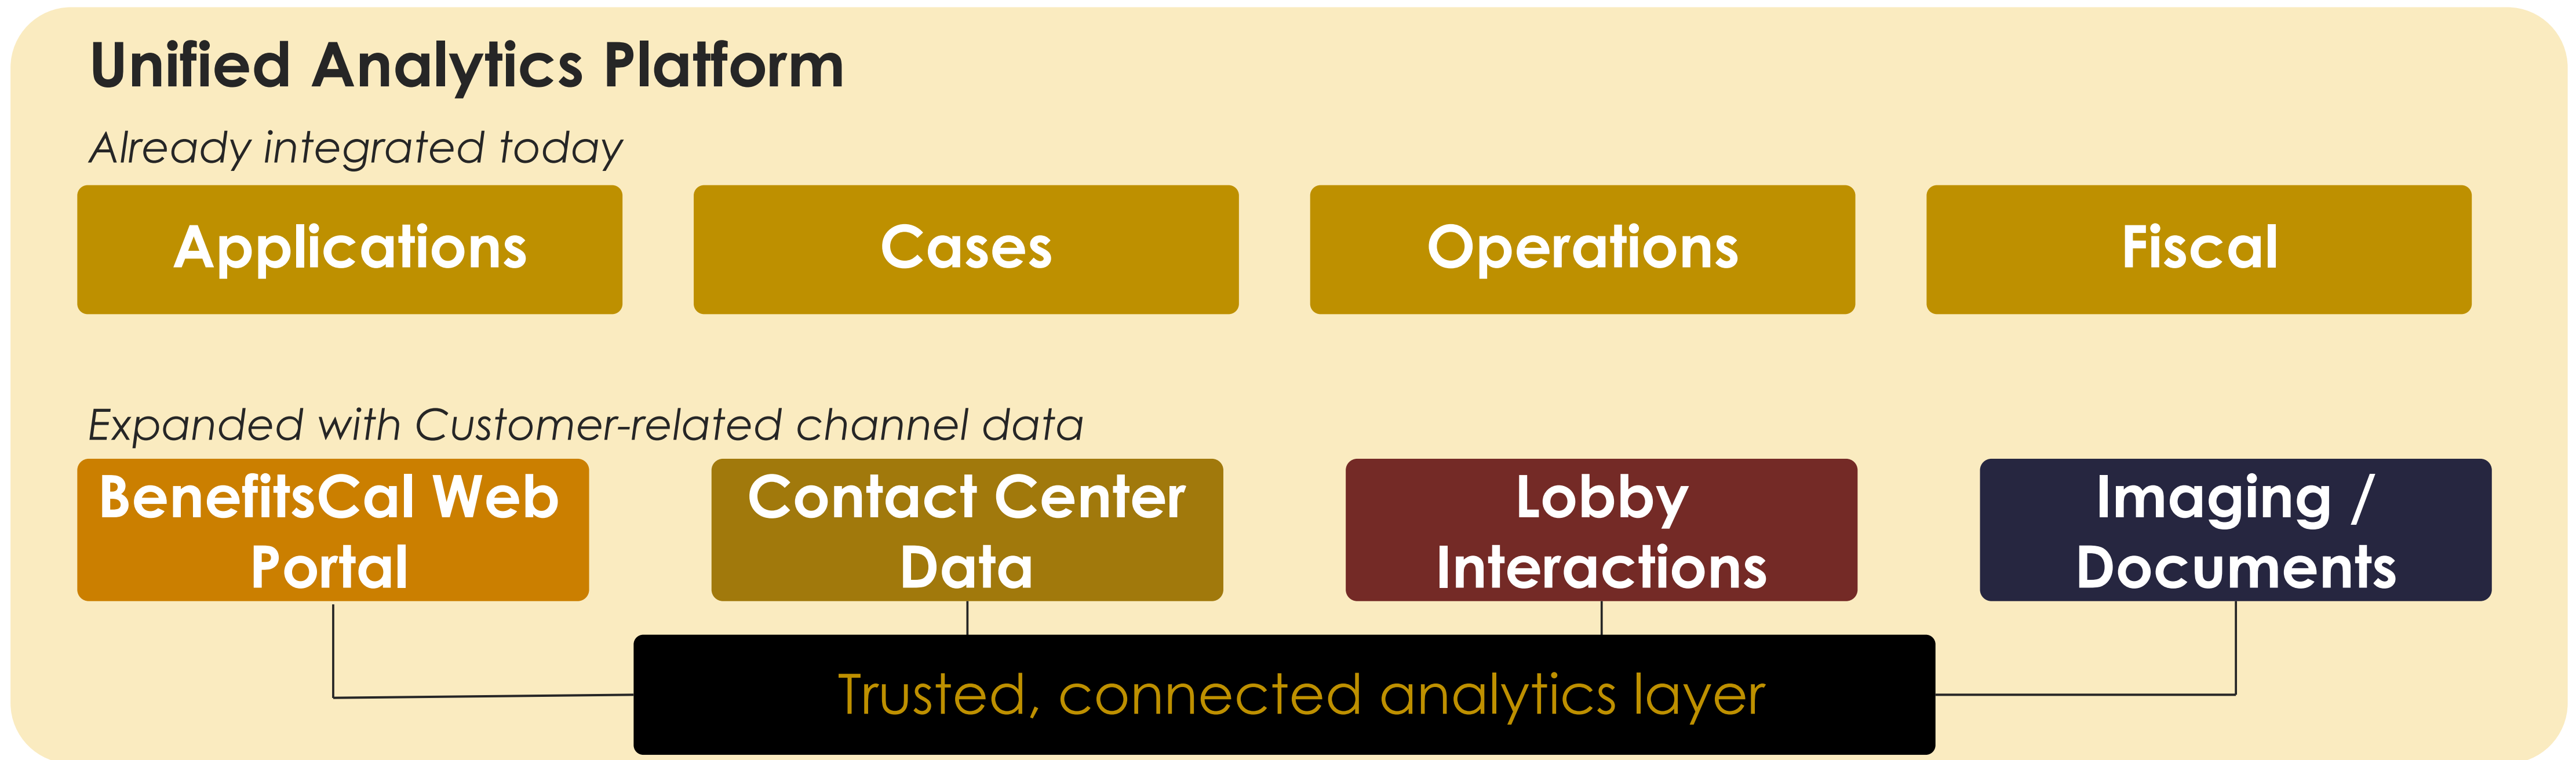 Unified Analytics Platform
Already integrated today
Applications
Cases
Operations
Fiscal
Expanded with Customer-related channel data
BenefitsCal Web
Portal
Contact Center
Data
Lobby
Interactions
Imaging /
Documents
Trusted, connected analytics layer